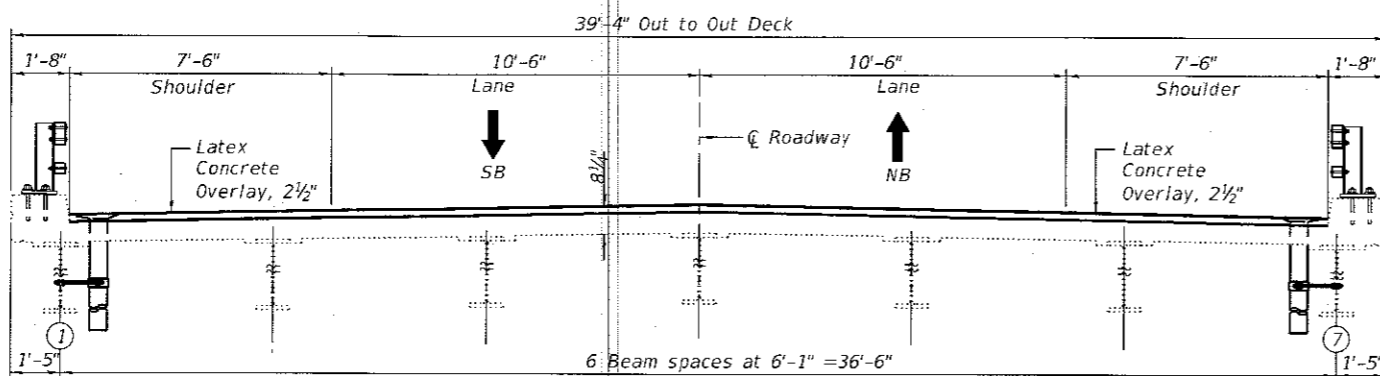 39'-4" Out to Out Deck
1'-8" 7'-6" 10'-6" 10'-6" 7'-6" 1'-8"
Shoulder Lane Lane Shoulder
Latex
Concrete
Overlay, 2½"
SB
8¼"
℄ Roadway
NB
Latex
Concrete
Overlay, 2½"
1 7
1'-5" 6 Beam spaces at 6'-1" =36'-6" 1'-5"